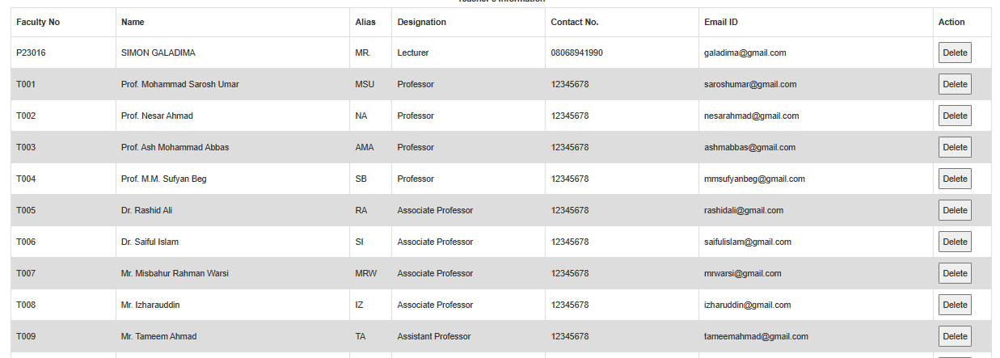 Teacher's Information
Faculty No Name Alias Designation Contact No. Email ID Action
P23016 SIMON GALADIMA MR. Lecturer 08068941990 galadima@gmail.com Delete
T001 Prof. Mohammad Sarosh Umar MSU Professor 12345678 saroshumar@gmail.com Delete
T002 Prof. Nesar Ahmad NA Professor 12345678 nesarahmad@gmail.com Delete
T003 Prof. Ash Mohammad Abbas AMA Professor 12345678 ashmabbas@gmail.com Delete
T004 Prof. M.M. Sufyan Beg SB Professor 12345678 mmsufyanbeg@gmail.com Delete
T005 Dr. Rashid Ali RA Associate Professor 12345678 rashidali@gmail.com Delete
T006 Dr. Saiful Islam SI Associate Professor 12345678 saifulislam@gmail.com Delete
T007 Mr. Misbahur Rahman Warsi MRW Associate Professor 12345678 mrwarsi@gmail.com Delete
T008 Mr. Izharauddin IZ Associate Professor 12345678 izharuddin@gmail.com Delete
T009 Mr. Tameem Ahmad TA Assistant Professor 12345678 tameemahmad@gmail.com Delete